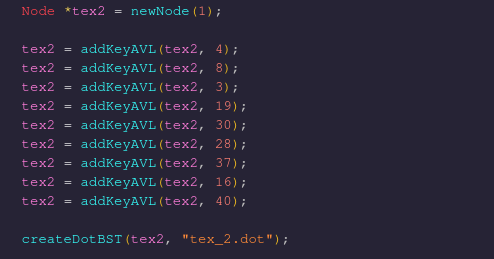 Node *tex2 = newNode(1);
tex2 = addKeyAVL(tex2, 4);
tex2 = addKeyAVL(tex2, 8);
tex2 = addKeyAVL(tex2, 3);
tex2 = addKeyAVL(tex2, 19);
tex2 = addKeyAVL(tex2, 30);
tex2 = addKeyAVL(tex2, 28);
tex2 = addKeyAVL(tex2, 37);
tex2 = addKeyAVL(tex2, 16);
tex2 = addKeyAVL(tex2, 40);
createDotBST(tex2, "tex_2.dot");